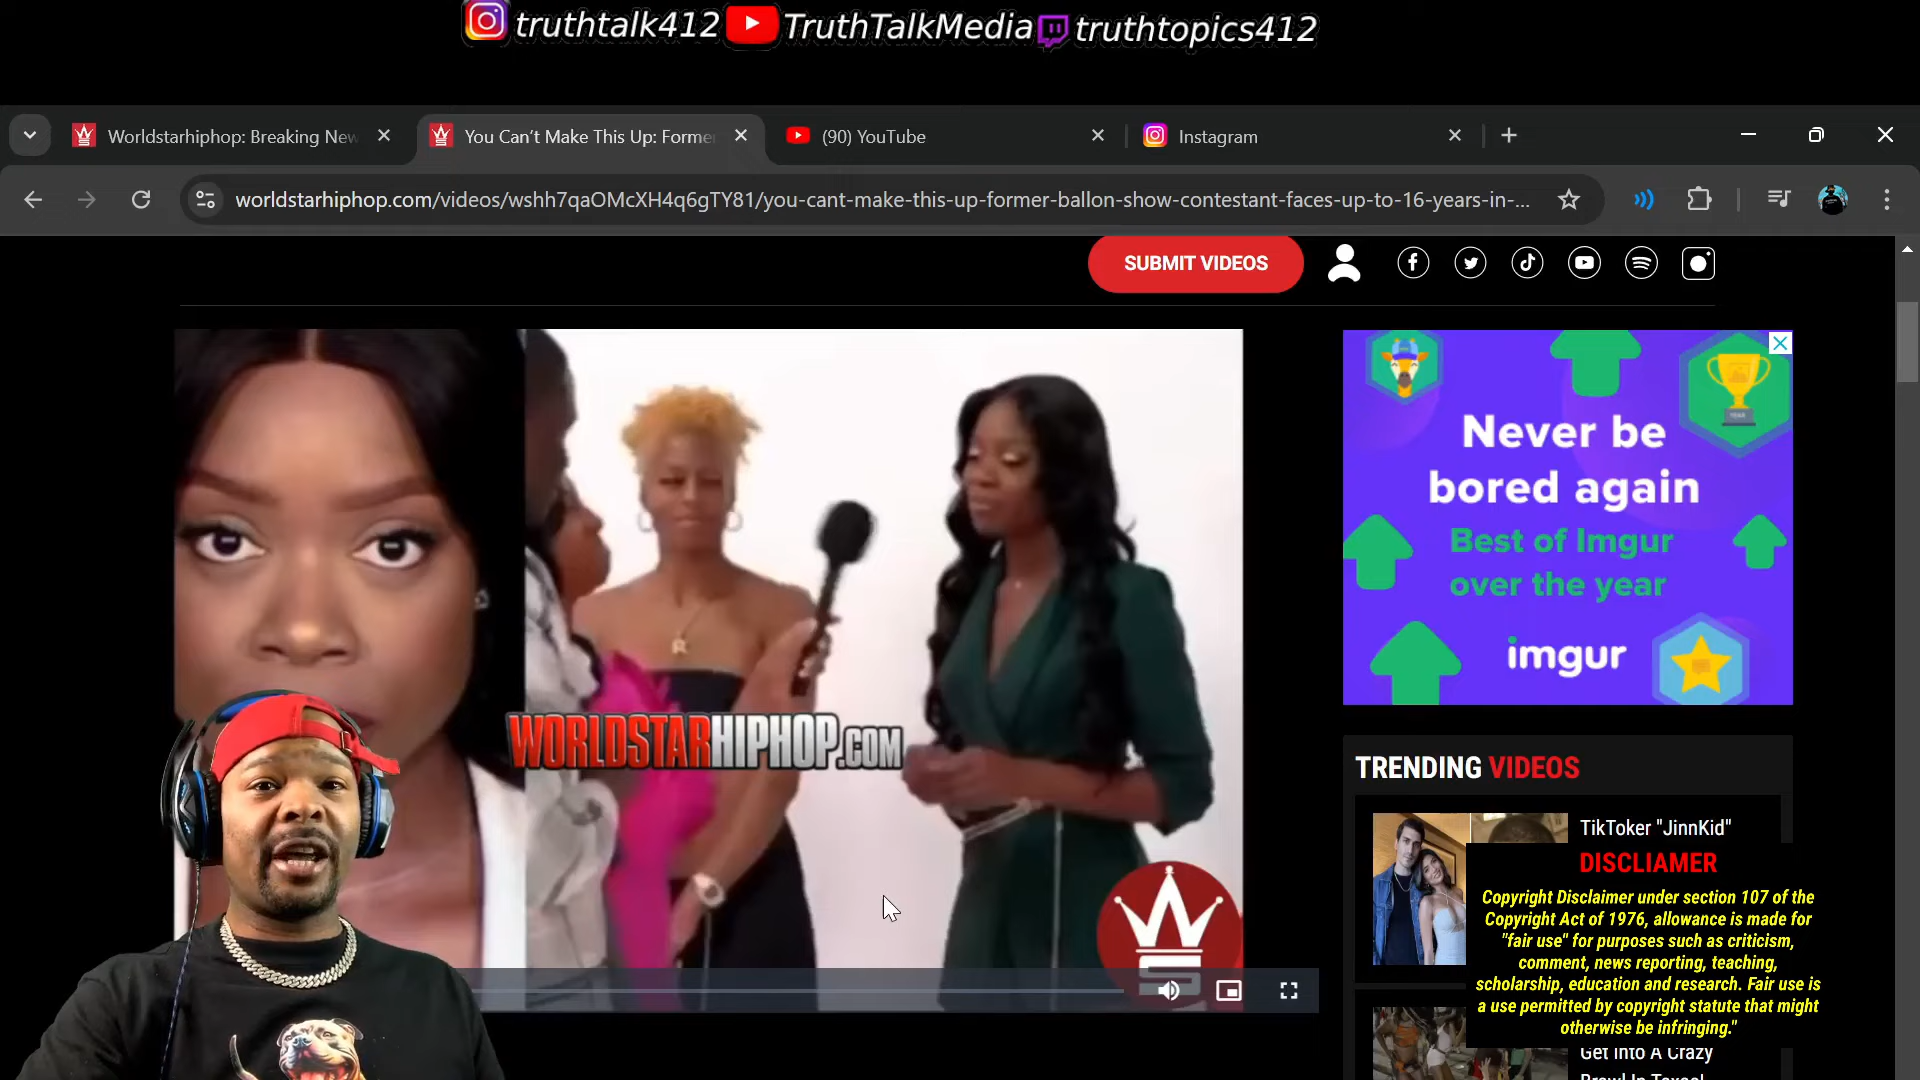 truthtalk412 TruthTalkMedia truthtopics412
Worldstarhiphop: Breaking New
You Can't Make This Up: Forme
(90) YouTube
Instagram
worldstarhiphop.com/videos/wshh7qaOMcXH4q6gTY81/you-cant-make-this-up-former-ballon-show-contestant-faces-up-to-16-years-in-...
SUBMIT VIDEOS
WORLDSTARHIPHOP.COM
R
Never be
bored again
Best of Imgur
over the year
imgur
TRENDING VIDEOS
TikToker "JinnKid"
DISCLIAMER
Copyright Disclaimer under section 107 of the
Copyright Act of 1976, allowance is made for
"fair use" for purposes such as criticism,
comment, news reporting, teaching,
scholarship, education and research. Fair use is
a use permitted by copyright statute that might
otherwise be infringing."
Get Into A Crazy
Brawl In Texas!